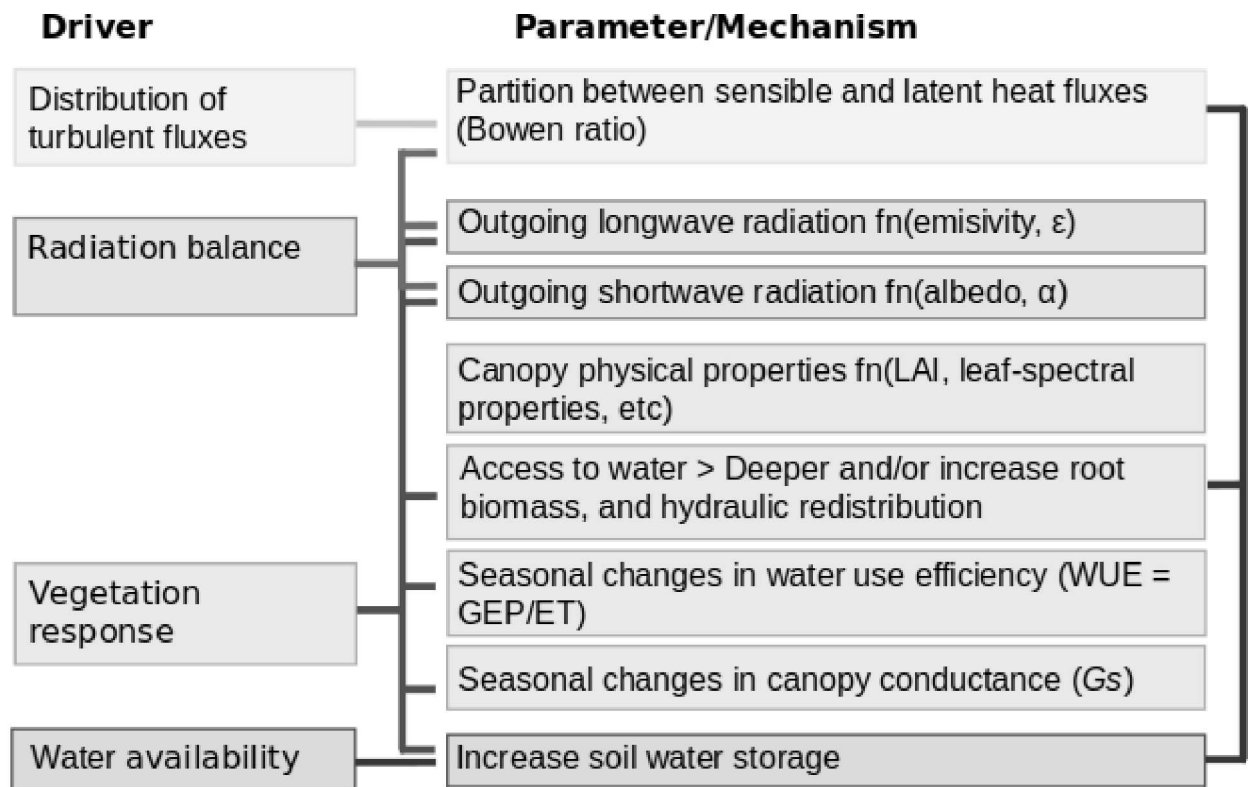 Driver
Parameter/Mechanism
Distribution of
turbulent fluxes
Partition between sensible and latent heat fluxes
(Bowen ratio)
Radiation balance
Outgoing longwave radiation fn(emisivity, ε)
Outgoing shortwave radiation fn(albedo, α)
Canopy physical properties fn(LAI, leaf-spectral
properties, etc)
Access to water > Deeper and/or increase root
biomass, and hydraulic redistribution
Vegetation
response
Seasonal changes in water use efficiency (WUE =
GEP/ET)
Seasonal changes in canopy conductance (Gs)
Water availability
Increase soil water storage